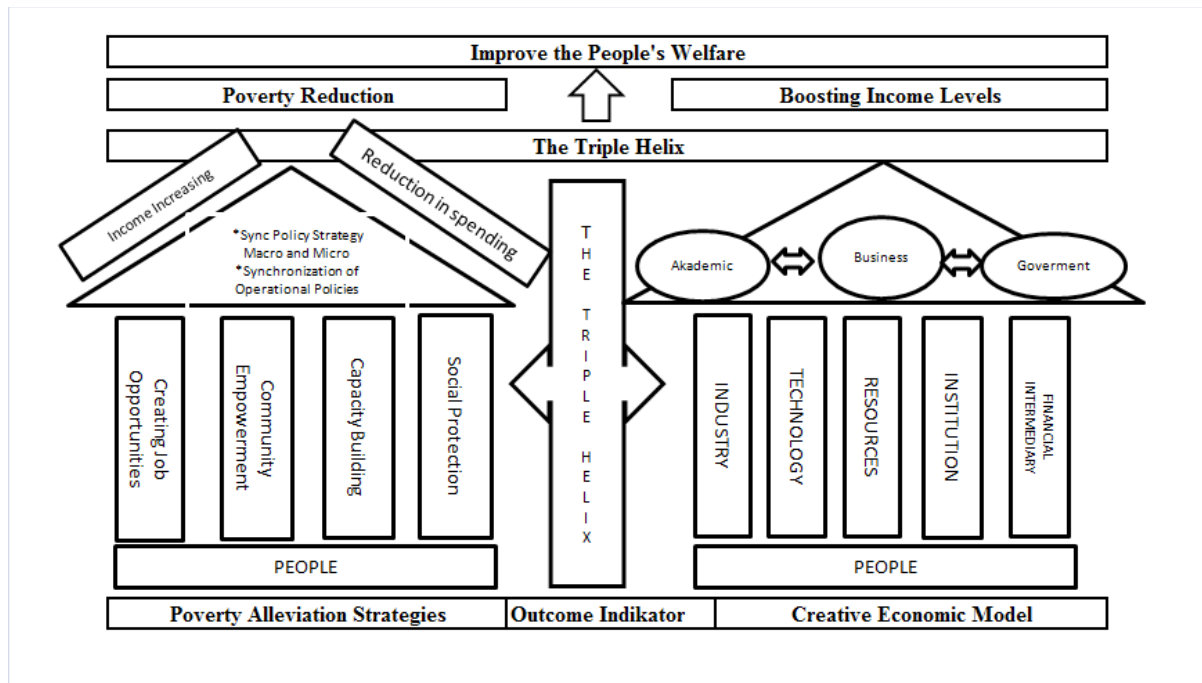 Improve the People's Welfare
Poverty Reduction
Boosting Income Levels
The Triple Helix
Income Increasing
Reduction in spending
*Sync Policy Strategy
Macro and Micro
*Synchronization of
Operational Policies
THE TRIPLE HELIX
Akademic
Business
Goverment
Creating Job
Opportunities
Community
Empowerment
Capacity Building
Social Protection
INDUSTRY
TECHNOLOGY
RESOURCES
INSTITUTION
FINANCIAL
INTERMEDIARY
PEOPLE
PEOPLE
Poverty Alleviation Strategies
Outcome Indikator
Creative Economic Model